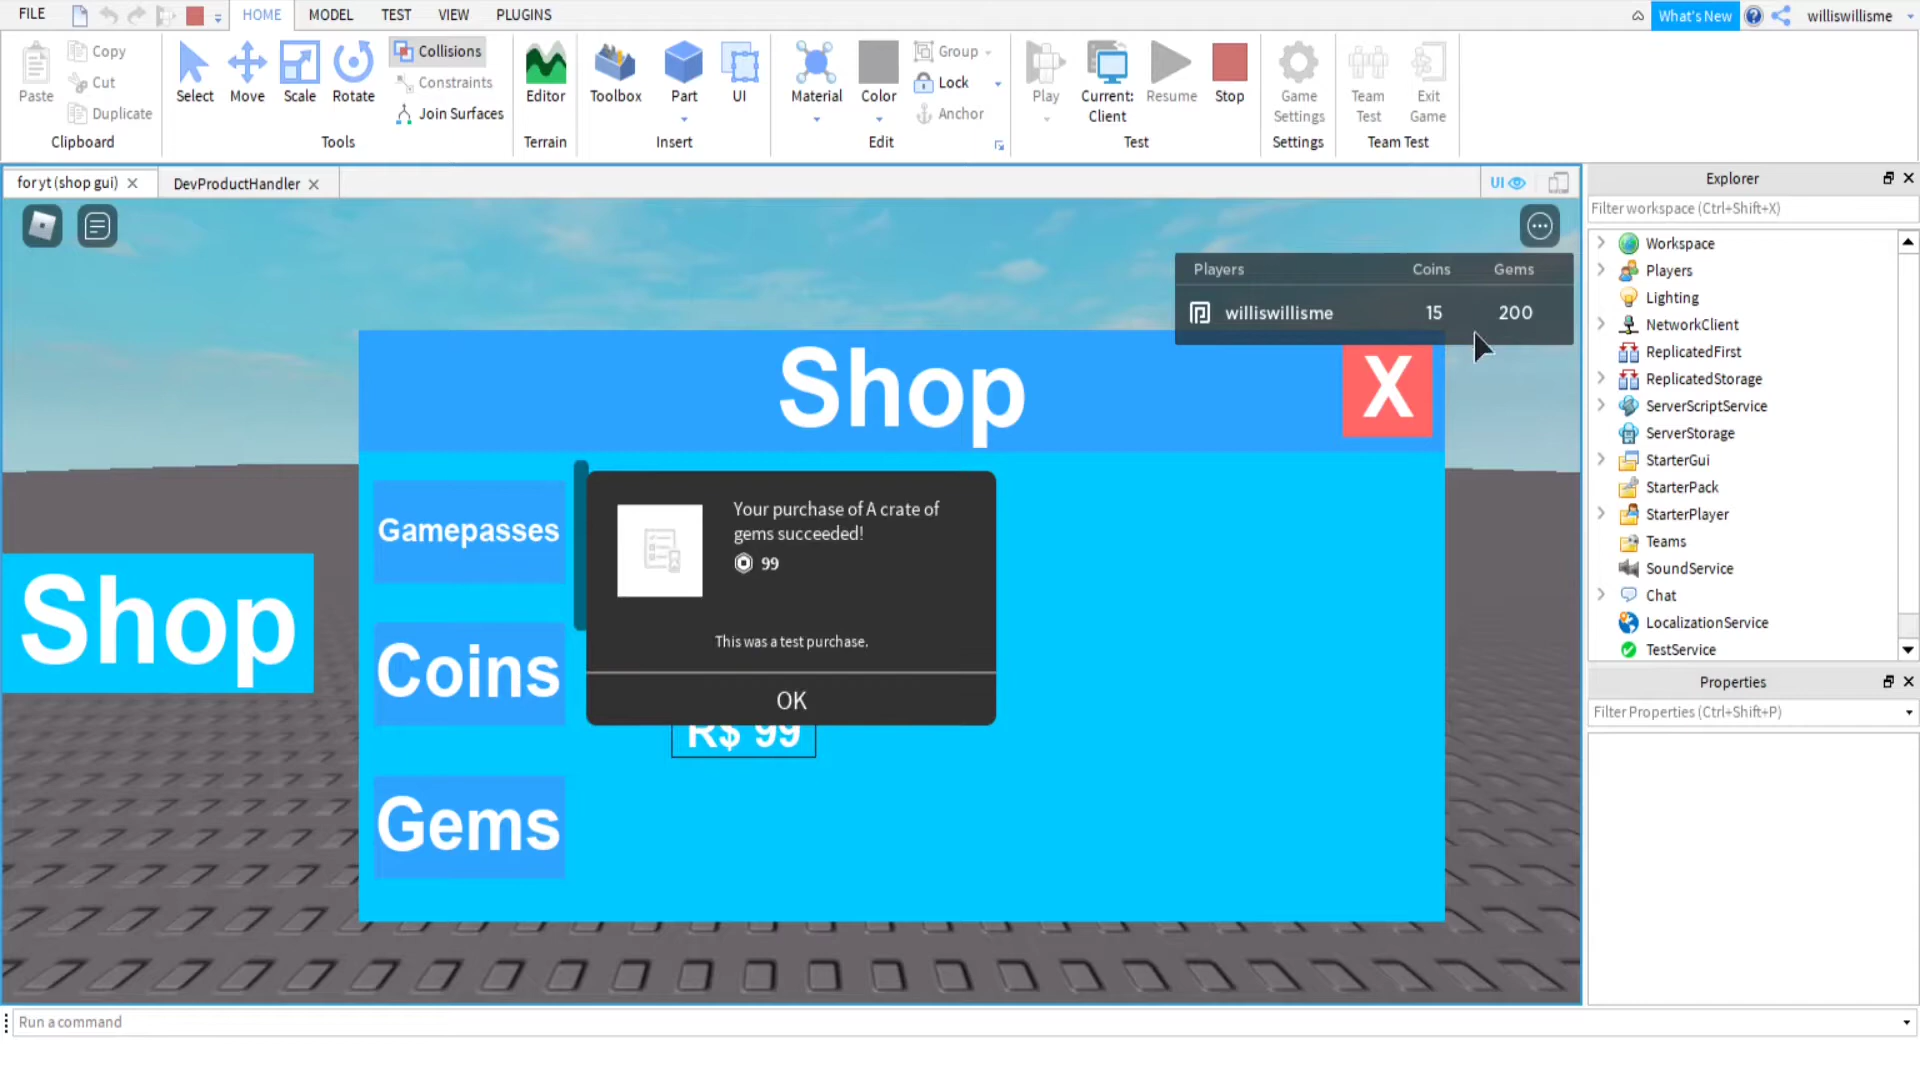 FILE
HOME
MODEL
TEST
VIEW
PLUGINS
What's New
williswillisme
Paste
Copy
Cut
Duplicate
Clipboard
Select
Move
Scale
Rotate
Collisions
Constraints
Join Surfaces
Tools
Editor
Terrain
Toolbox
Part
UI
Insert
Material
Color
Group
Lock
Anchor
Edit
Play
Current:
Client
Resume
Stop
Test
Game
Settings
Settings
Team
Test
Exit
Game
Team Test
for yt (shop gui)
DevProductHandler
UI
Players Coins Gems
williswillisme 15 200
Shop
X
Gamepasses
Coins
Gems
Shop
Your purchase of A crate of
gems succeeded!
99
This was a test purchase.
OK
R$ 99
Explorer
Filter workspace (Ctrl+Shift+X)
Workspace
Players
Lighting
NetworkClient
ReplicatedFirst
ReplicatedStorage
ServerScriptService
ServerStorage
StarterGui
StarterPack
StarterPlayer
Teams
SoundService
Chat
LocalizationService
TestService
Properties
Filter Properties (Ctrl+Shift+P)
Run a command